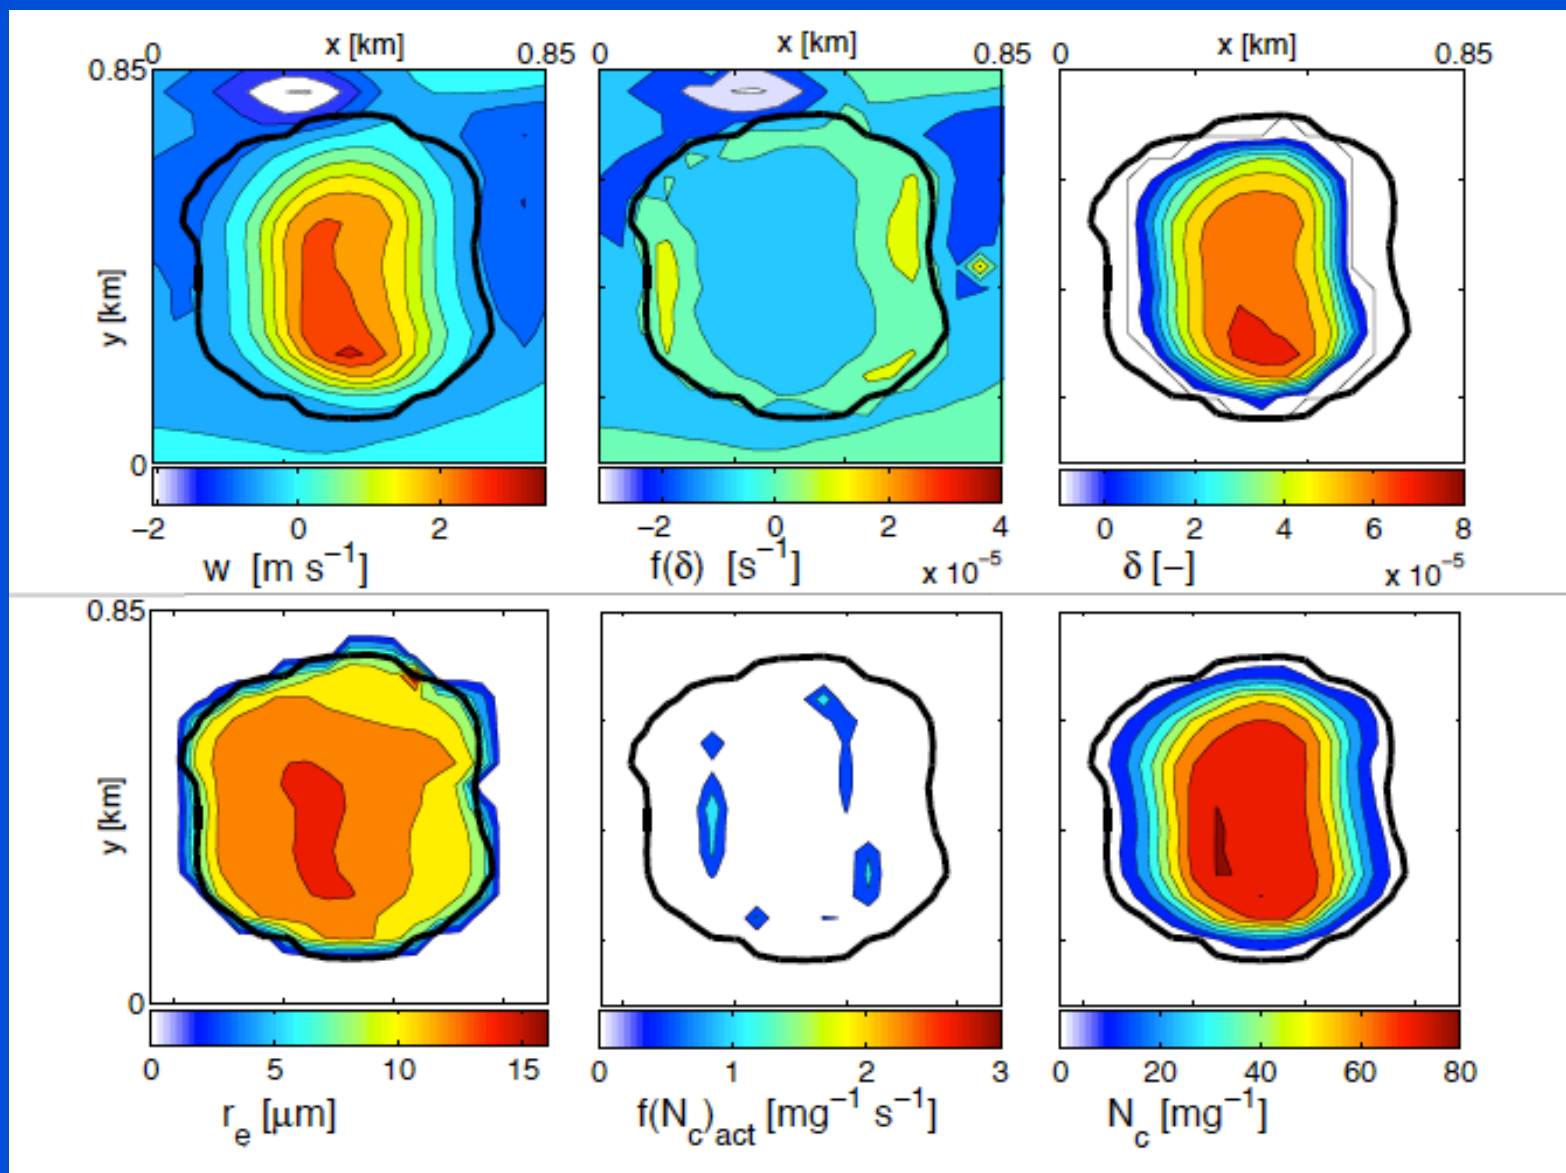 0 x [km] 0.85 0 x [km] 0.85 0 x [km] 0.85
0.85
y [km]
0
−2 0 2 −2 0 2 4 0 2 4 6 8
w [m s⁻¹] f(δ) [s⁻¹] x 10⁻⁵ δ [−] x 10⁻⁵
0.85
y [km]
0
0 5 10 15 0 1 2 3 0 20 40 60 80
rₑ [μm] f(N_c)_act [mg⁻¹ s⁻¹] N_c [mg⁻¹]